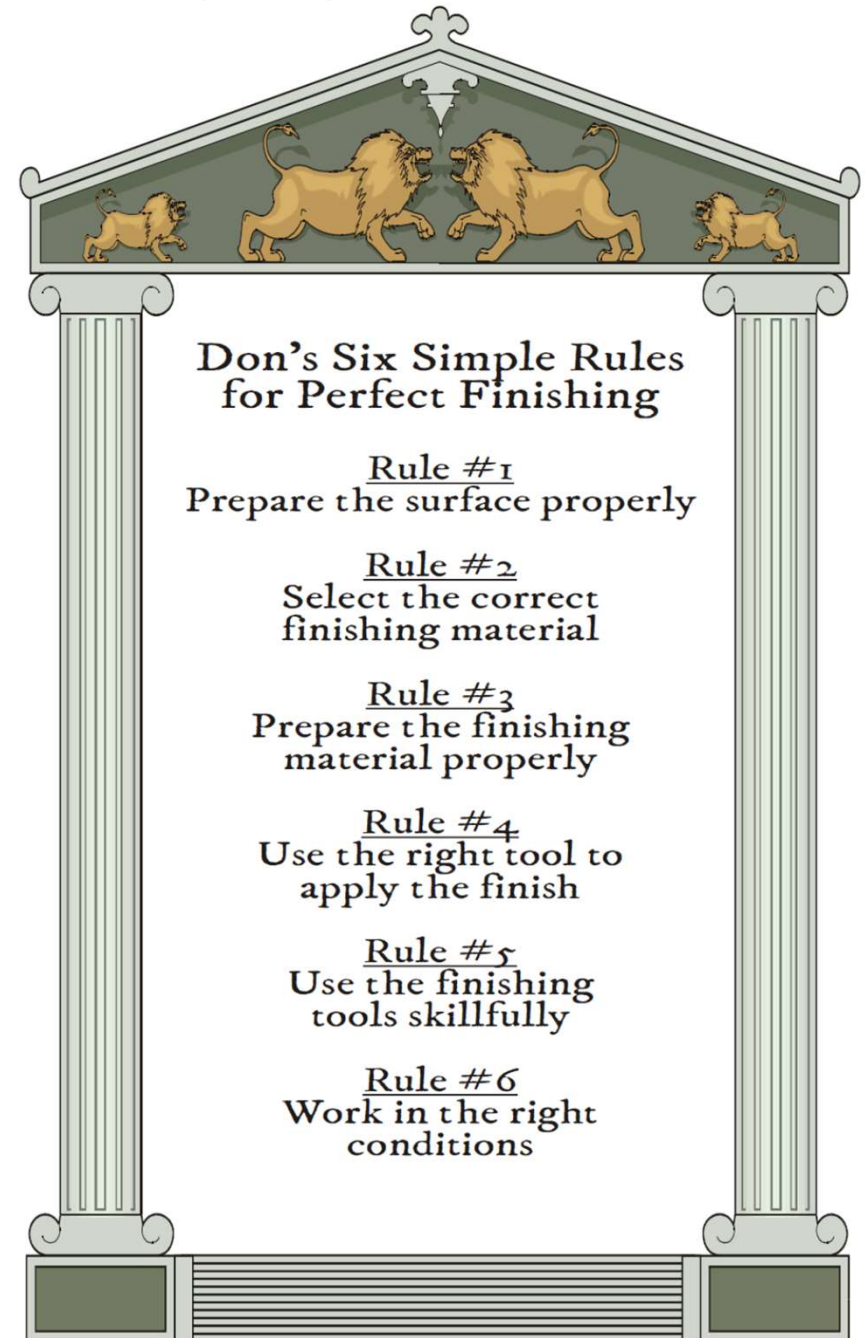 Don’s Six Simple Rules
for Perfect Finishing
Rule #1
Prepare the surface properly
Rule #2
Select the correct
finishing material
Rule #3
Prepare the finishing
material properly
Rule #4
Use the right tool to
apply the finish
Rule #5
Use the finishing
tools skillfully
Rule #6
Work in the right
conditions